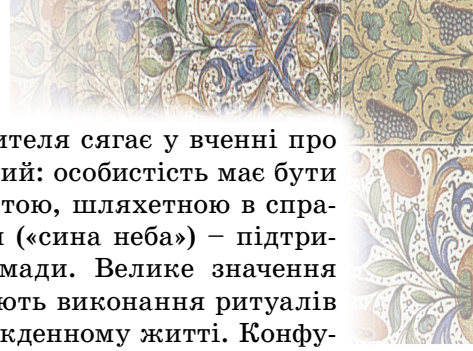 ителя сягає у вченні про
ий: особистість має бути
тою, шляхетною в спра-
и («сина неба») – підтри-
мади. Велике значення
ють виконання ритуалів
кденному житті. Конфу-